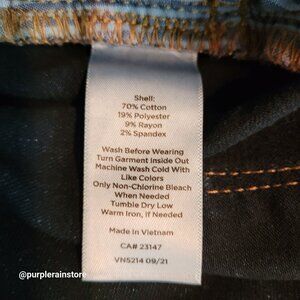 Shell:
70% Cotton
19% Polyester
9% Rayon
2% Spandex
Wash Before Wearing
Turn Garment Inside Out
Machine Wash Cold With
Like Colors
Only Non-Chlorine Bleach
When Needed
Tumble Dry Low
Warm Iron, If Needed
Made in Vietnam
CA# 23147
VN5214 09/21
@purplerainstore